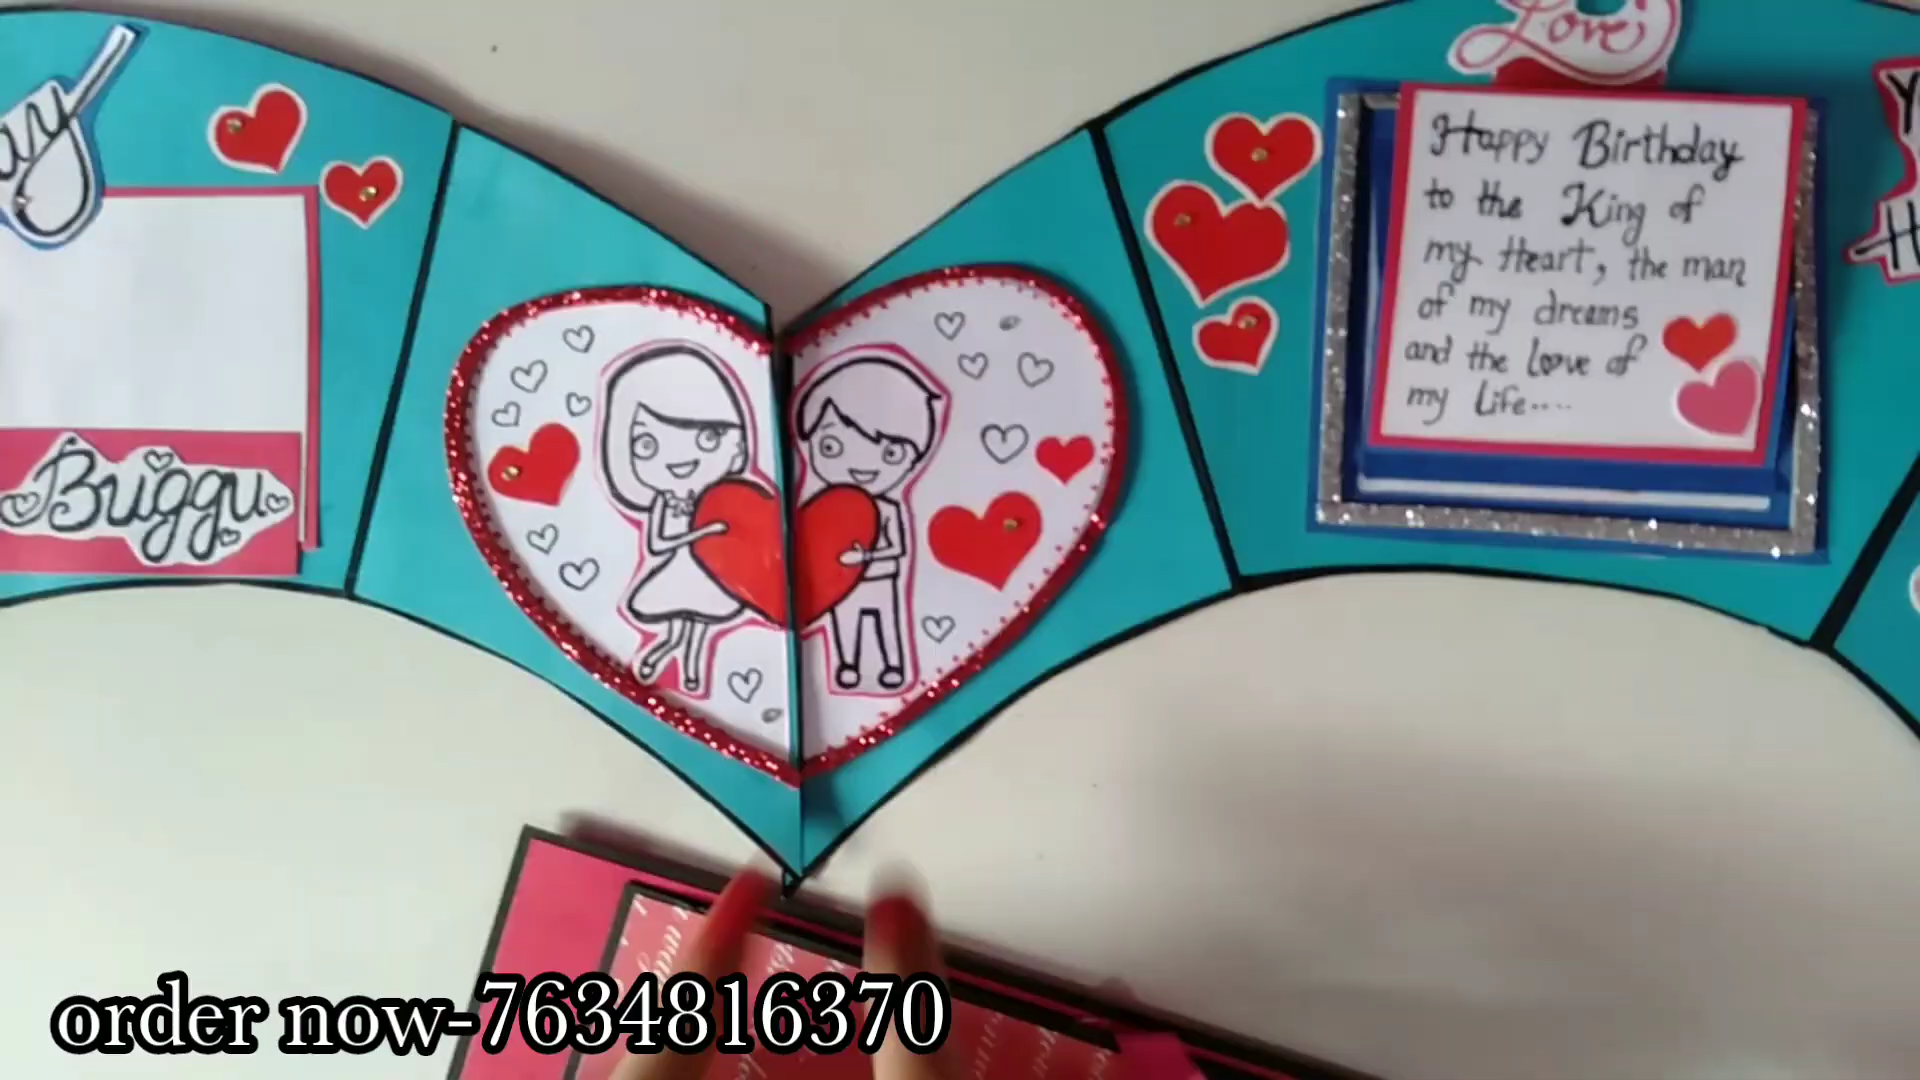 Love
Happy Birthday
to the King of
my Heart, the man
of my dreams
and the love of
my Life....
Briggu
order now-7634816370